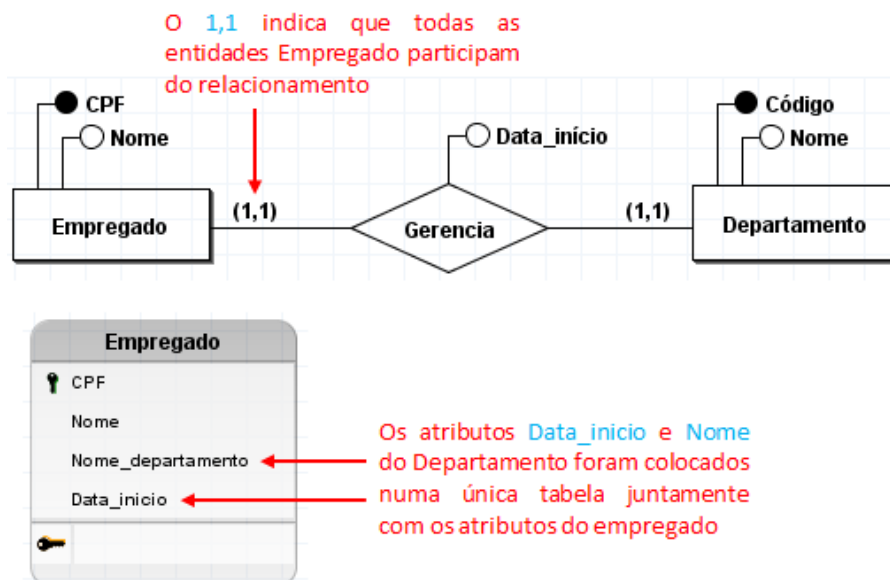 O 1,1 indica que todas as
entidades Empregado participam
do relacionamento
CPF
Nome
Data_início
Código
Nome
Empregado
(1,1)
Gerencia
(1,1)
Departamento
Empregado
CPF
Nome
Nome_departamento
Data_inicio
Os atributos Data_inicio e Nome
do Departamento foram colocados
numa única tabela juntamente
com os atributos do empregado